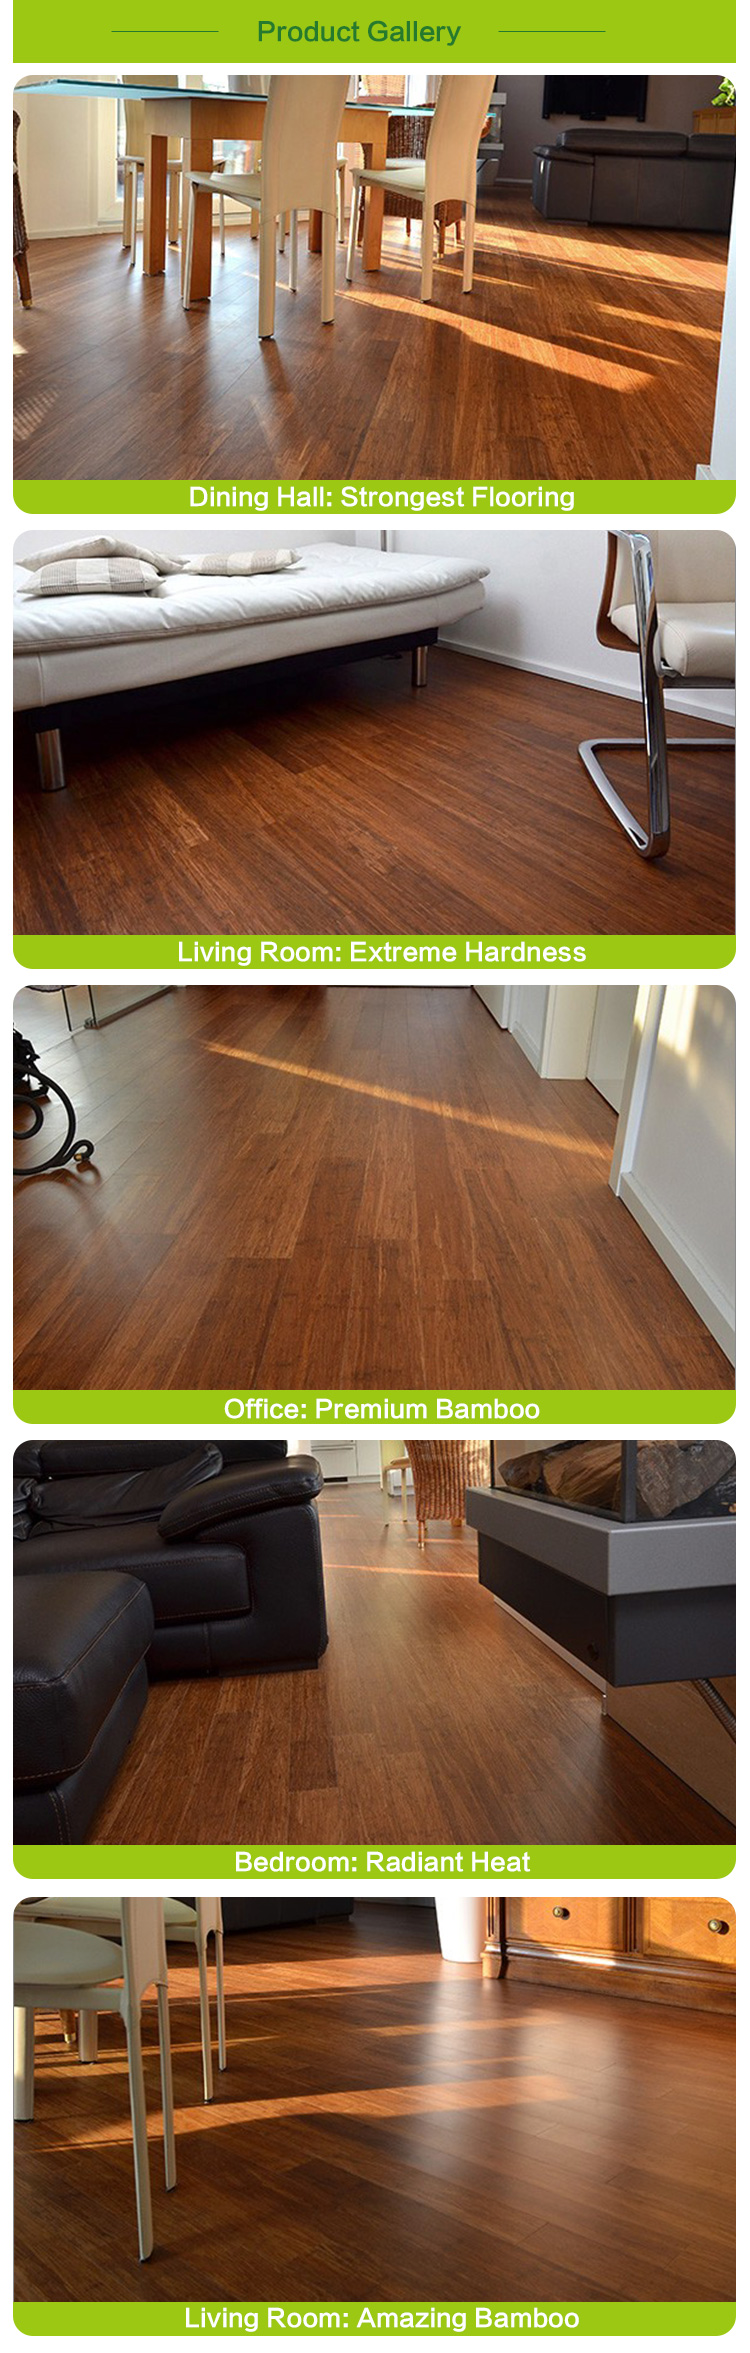 Product Gallery
Dining Hall: Strongest Flooring
Living Room: Extreme Hardness
Office: Premium Bamboo
Bedroom: Radiant Heat
Living Room: Amazing Bamboo